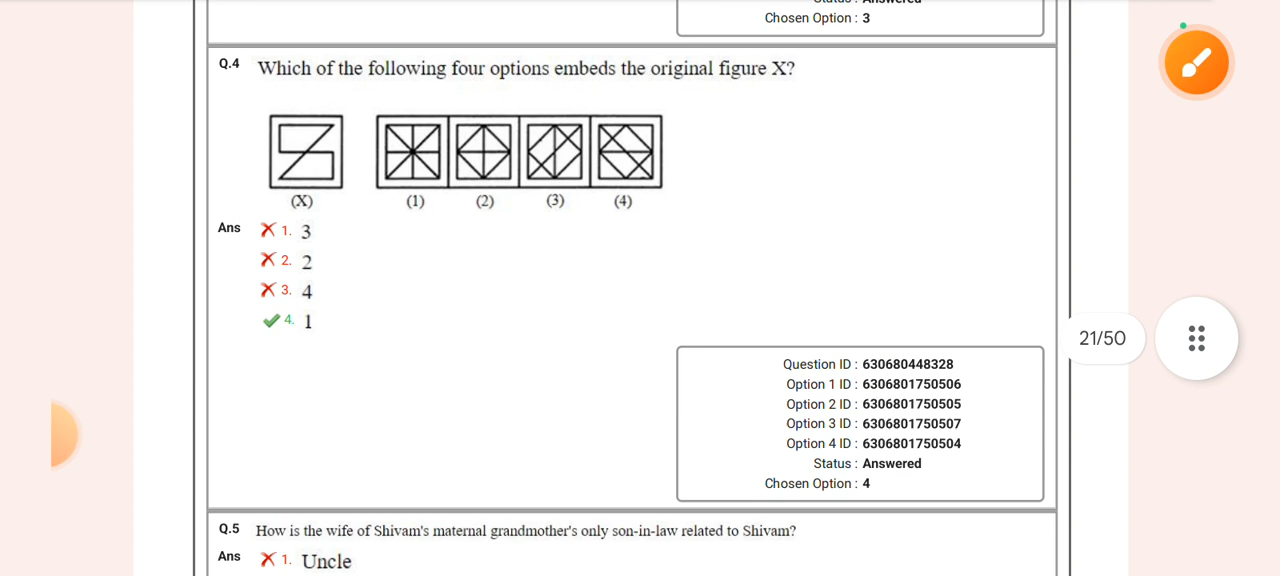 Status : Answered
Chosen Option : 3
Q.4 Which of the following four options embeds the original figure X?
(X) (1) (2) (3) (4)
Ans 1. 3
2. 2
3. 4
4. 1
21/50
Question ID : 630680448328
Option 1 ID : 6306801750506
Option 2 ID : 6306801750505
Option 3 ID : 6306801750507
Option 4 ID : 6306801750504
Status : Answered
Chosen Option : 4
Q.5 How is the wife of Shivam's maternal grandmother's only son-in-law related to Shivam?
Ans 1. Uncle